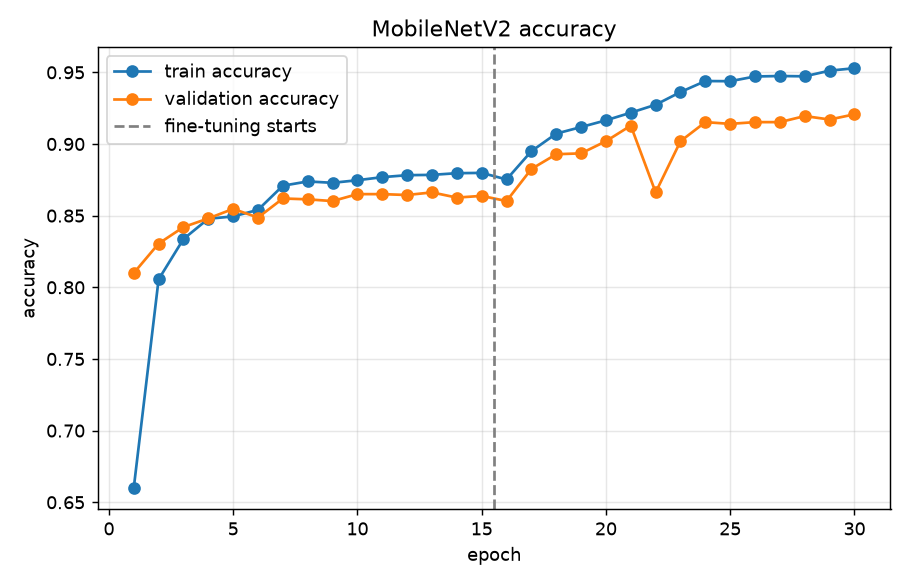 MobileNetV2 accuracy
train accuracy
validation accuracy
fine-tuning starts
accuracy
0.95
0.90
0.85
0.80
0.75
0.70
0.65
0 5 10 15 20 25 30
epoch